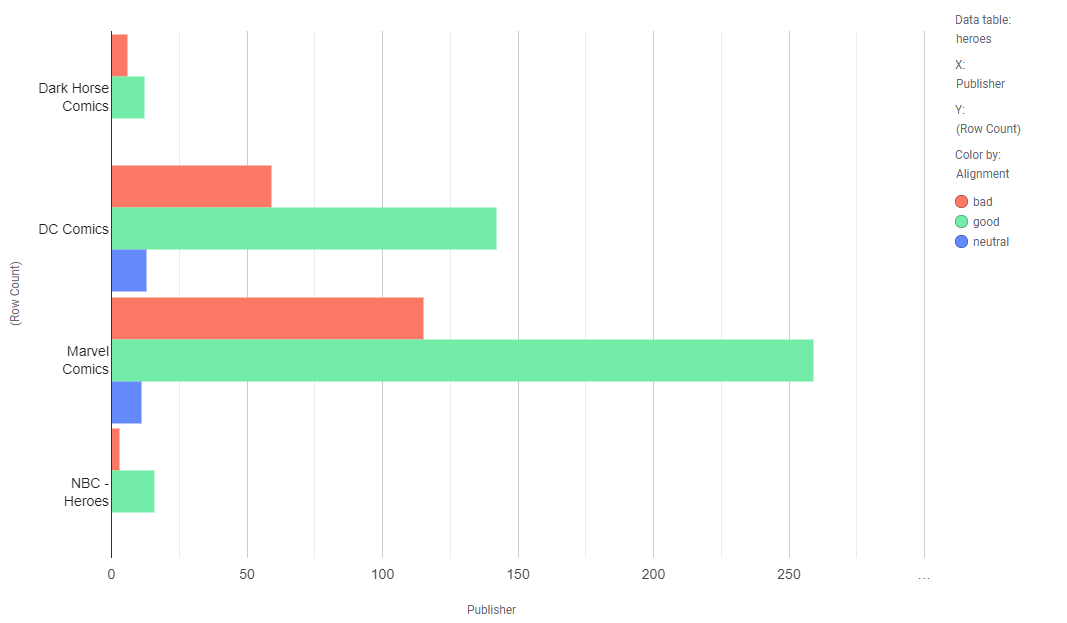 Data table:
heroes
X:
Publisher
Y:
(Row Count)
Color by:
Alignment
bad
good
neutral
Dark Horse
Comics
DC Comics
Marvel
Comics
NBC -
Heroes
(Row Count)
0 50 100 150 200 250 ...
Publisher